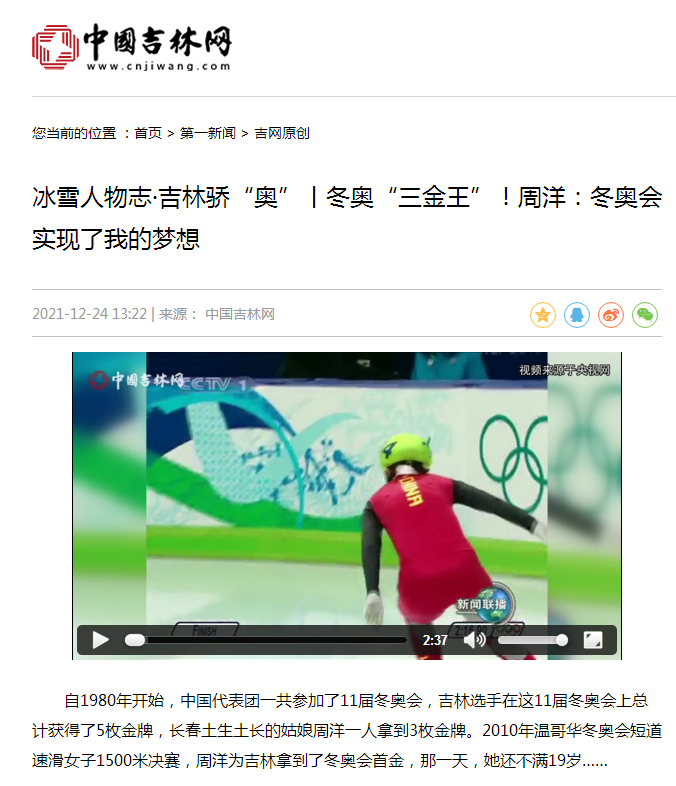 中國吉林网
www.cnjiwang.com
您当前的位置 ：首页 > 第一新闻 > 吉网原创
冰雪人物志·吉林骄“奥”丨冬奥“三金王”！周洋：冬奥会
实现了我的梦想
2021-12-24 13:22 | 来源： 中国吉林网
中國吉林网
CCTV 1
视频来源于央视网
4
CHINA
新闻联播
FINISH
2:16.99
2:37
自1980年开始，中国代表团一共参加了11届冬奥会，吉林选手在这11届冬奥会上总
计获得了5枚金牌，长春土生土长的姑娘周洋一人拿到3枚金牌。2010年温哥华冬奥会短道
速滑女子1500米决赛，周洋为吉林拿到了冬奥会首金，那一天，她还不满19岁......